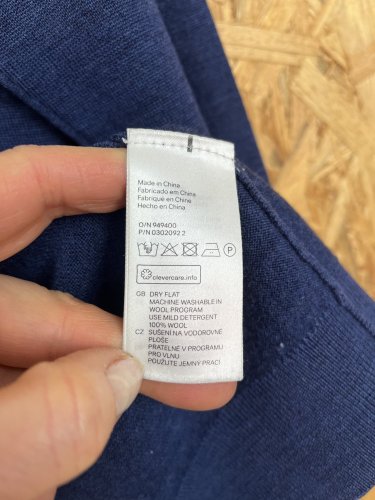 Made in China
Fabricado em China
Fabriqué en China
Hecho en China
O/N 949400
P/N 0302092 2
P
clevercare.info
GB DRY FLAT
MACHINE WASHABLE IN
WOOL PROGRAM
USE MILD DETERGENT
100% WOOL
CZ SUŠENÍ NA VODOROVNÉ
PLOŠE
PRATELNÉ V PROGRAMU
PRO VLNU
POUŽIJTE JEMNÝ PRACÍ